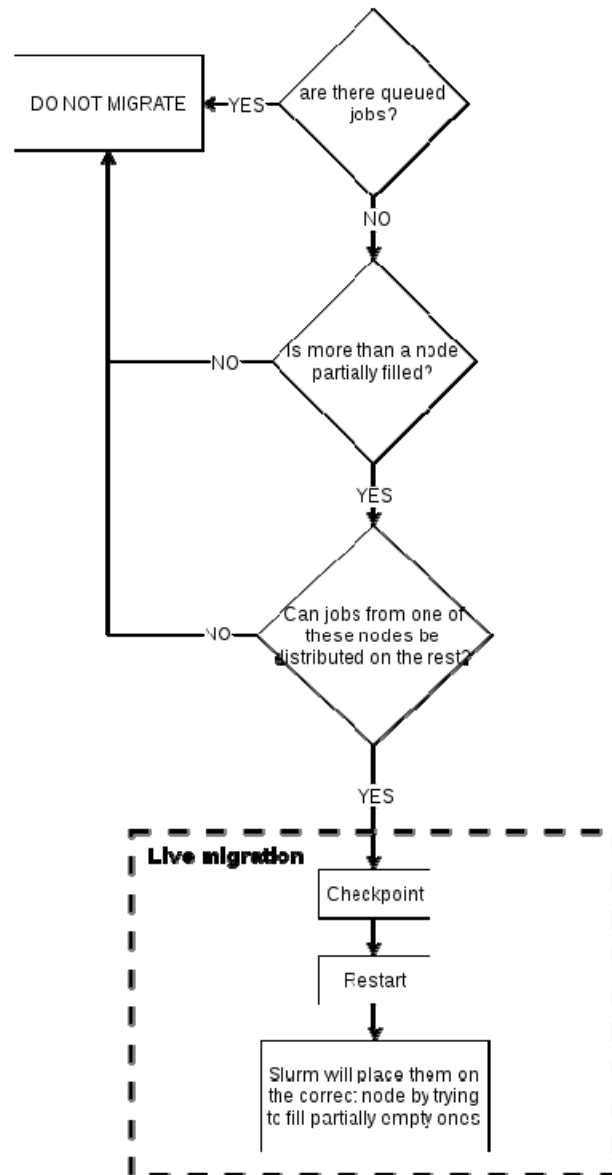 are there queued
jobs?
DO NOT MIGRATE
YES
NO
Is more than a node
partially filled?
NO
YES
Can jobs from one of
these nodes be
distributed on the rest?
NO
YES
Live migration
Checkpoint
Restart
Slurm will place them on
the correct node by trying
to fill partially empty ones